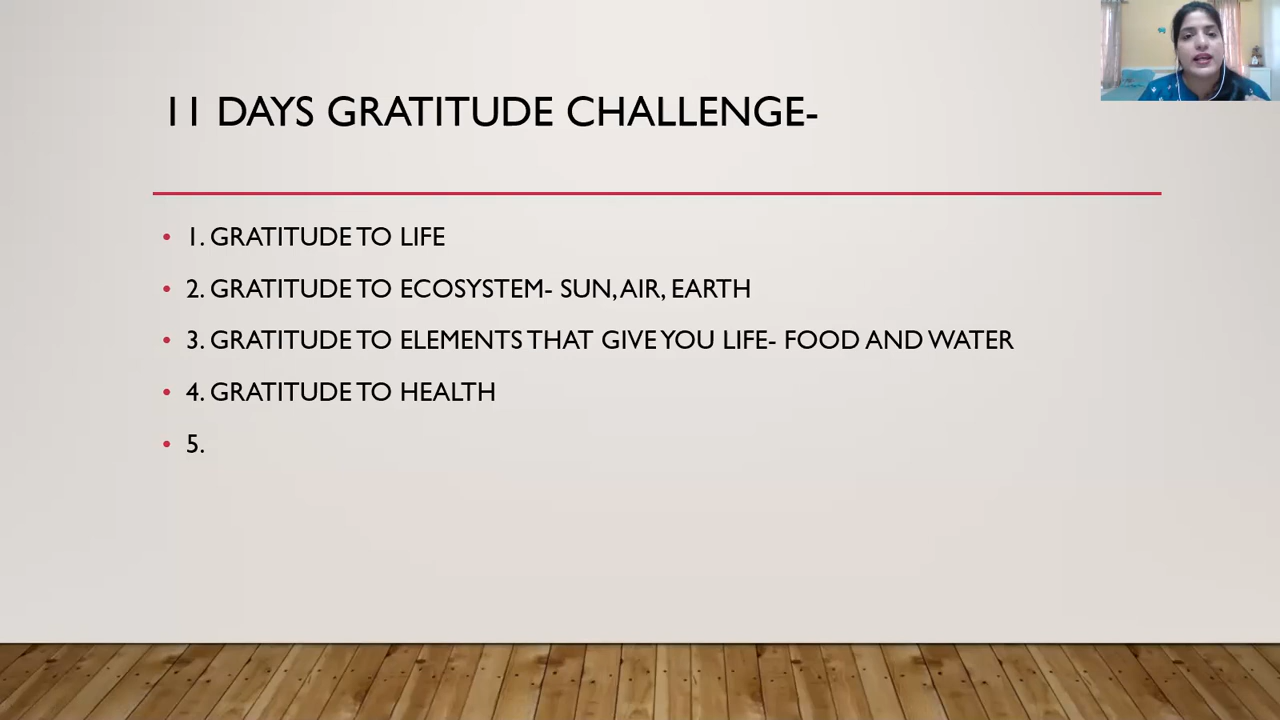 11 DAYS GRATITUDE CHALLENGE-
• 1. GRATITUDE TO LIFE
• 2. GRATITUDE TO ECOSYSTEM- SUN, AIR, EARTH
• 3. GRATITUDE TO ELEMENTS THAT GIVE YOU LIFE- FOOD AND WATER
• 4. GRATITUDE TO HEALTH
• 5.